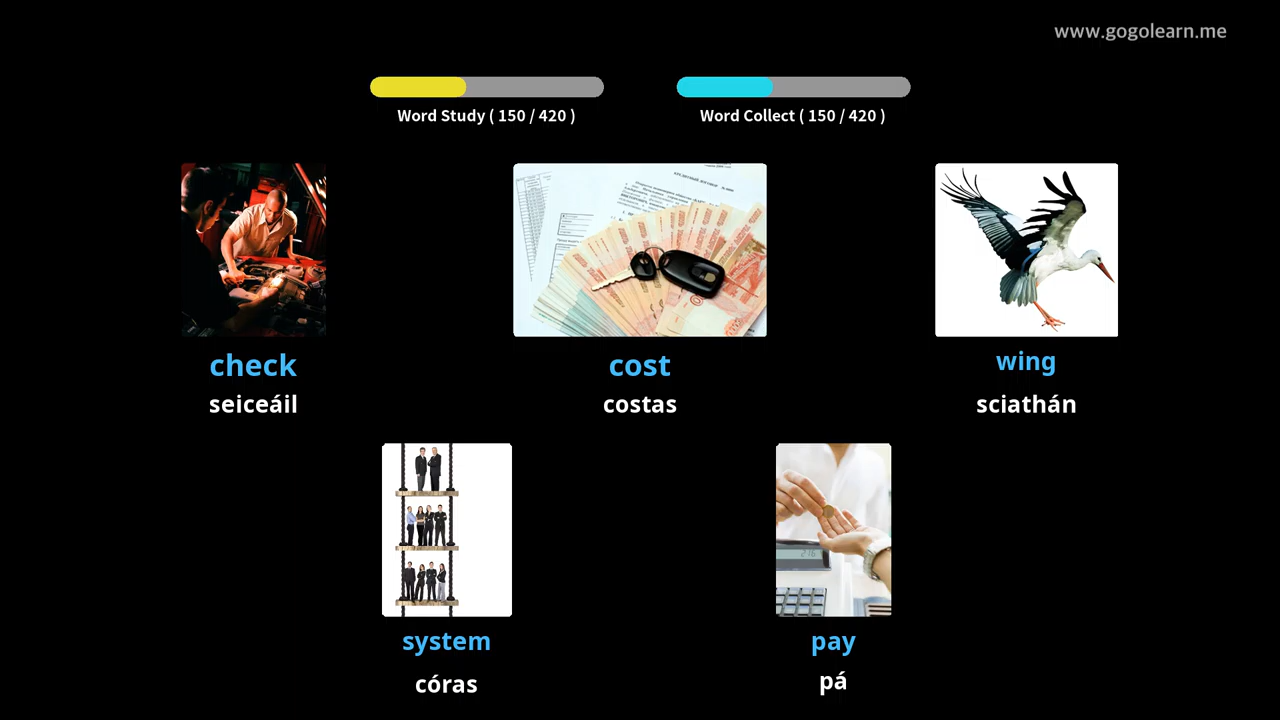 www.gogolearn.me
Word Study ( 150 / 420 )
Word Collect ( 150 / 420 )
check
seiceáil
cost
costas
wing
sciathán
system
córas
pay
pá